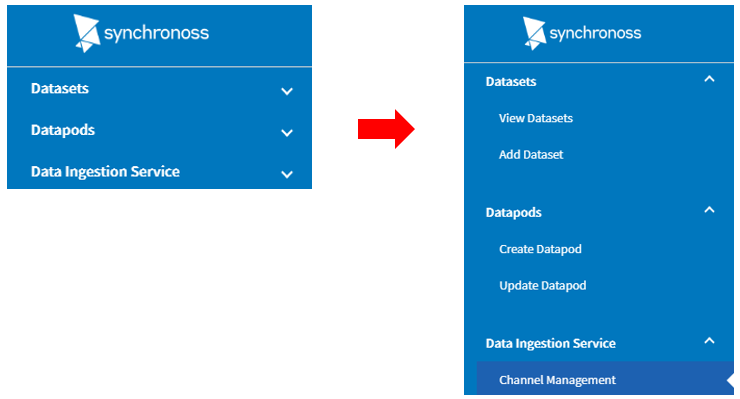 synchronoss
Datasets
Datapods
Data Ingestion Service
synchronoss
Datasets
View Datasets
Add Dataset
Datapods
Create Datapod
Update Datapod
Data Ingestion Service
Channel Management